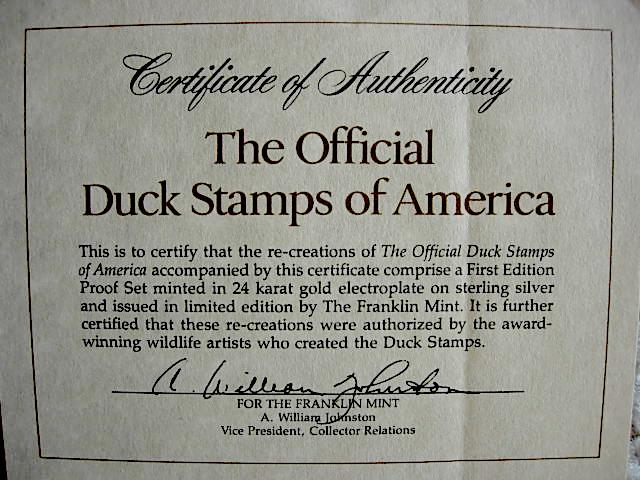 Certificate of Authenticity
The Official
Duck Stamps of America
This is to certify that the re-creations of The Official Duck Stamps
of America accompanied by this certificate comprise a First Edition
Proof Set minted in 24 karat gold electroplate on sterling silver
and issued in limited edition by The Franklin Mint. It is further
certified that these re-creations were authorized by the award-
winning wildlife artists who created the Duck Stamps.
A. William Johnston
FOR THE FRANKLIN MINT
A. William Johnston
Vice President, Collector Relations